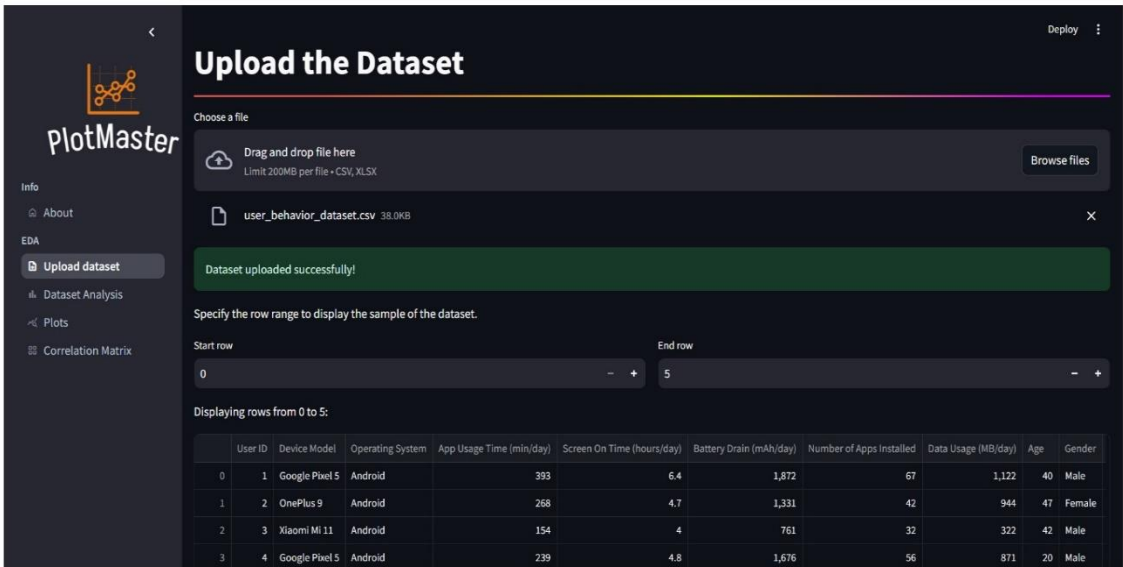 Deploy
PlotMaster
Info
About
EDA
Upload dataset
Dataset Analysis
Plots
Correlation Matrix
Upload the Dataset
Choose a file
Drag and drop file here
Limit 200MB per file • CSV, XLSX
Browse files
user_behavior_dataset.csv 38.0KB
Dataset uploaded successfully!
Specify the row range to display the sample of the dataset.
Start row End row
0 - + 5 - +
Displaying rows from 0 to 5:
User ID Device Model Operating System App Usage Time (min/day) Screen On Time (hours/day) Battery Drain (mAh/day) Number of Apps Installed Data Usage (MB/day) Age Gender
0 1 Google Pixel 5 Android 393 6.4 1,872 67 1,122 40 Male
1 2 OnePlus 9 Android 268 4.7 1,331 42 944 47 Female
2 3 Xiaomi Mi 11 Android 154 4 761 32 322 42 Male
3 4 Google Pixel 5 Android 239 4.8 1,676 56 871 20 Male